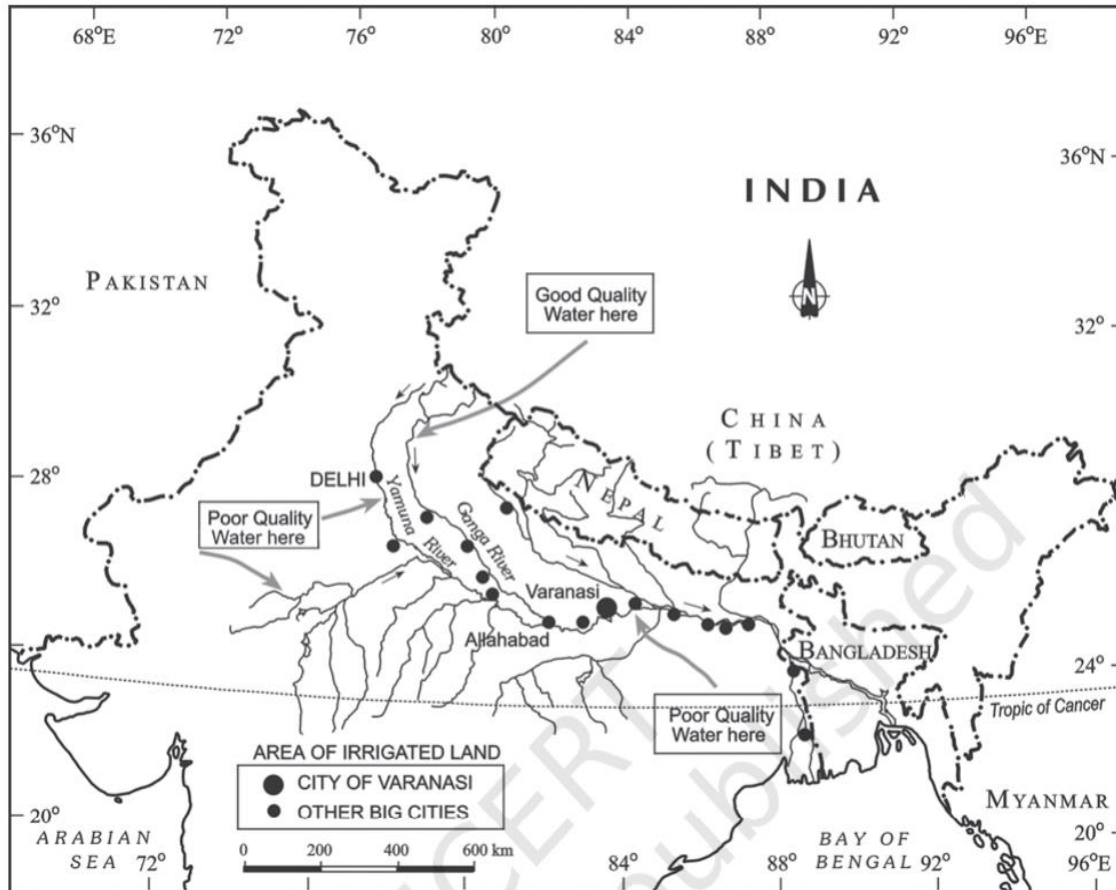 68°E
72°
76°
80°
84°
88°
92°
96°E
36°N
36°N
INDIA
PAKISTAN
N
Good Quality
Water here
32°
32°
CHINA
(TIBET)
28°
DELHI
28°
Yamuna River
Ganga River
NEPAL
Poor Quality
Water here
BHUTAN
Varanasi
Allahabad
BANGLADESH
24°
Tropic of Cancer
Poor Quality
Water here
AREA OF IRRIGATED LAND
CITY OF VARANASI
OTHER BIG CITIES
MYANMAR
20°
20°
ARABIAN
SEA
72°
0 200 400 600 km
84°
88°
BAY OF
BENGAL
92°
96°E
NCERT
published